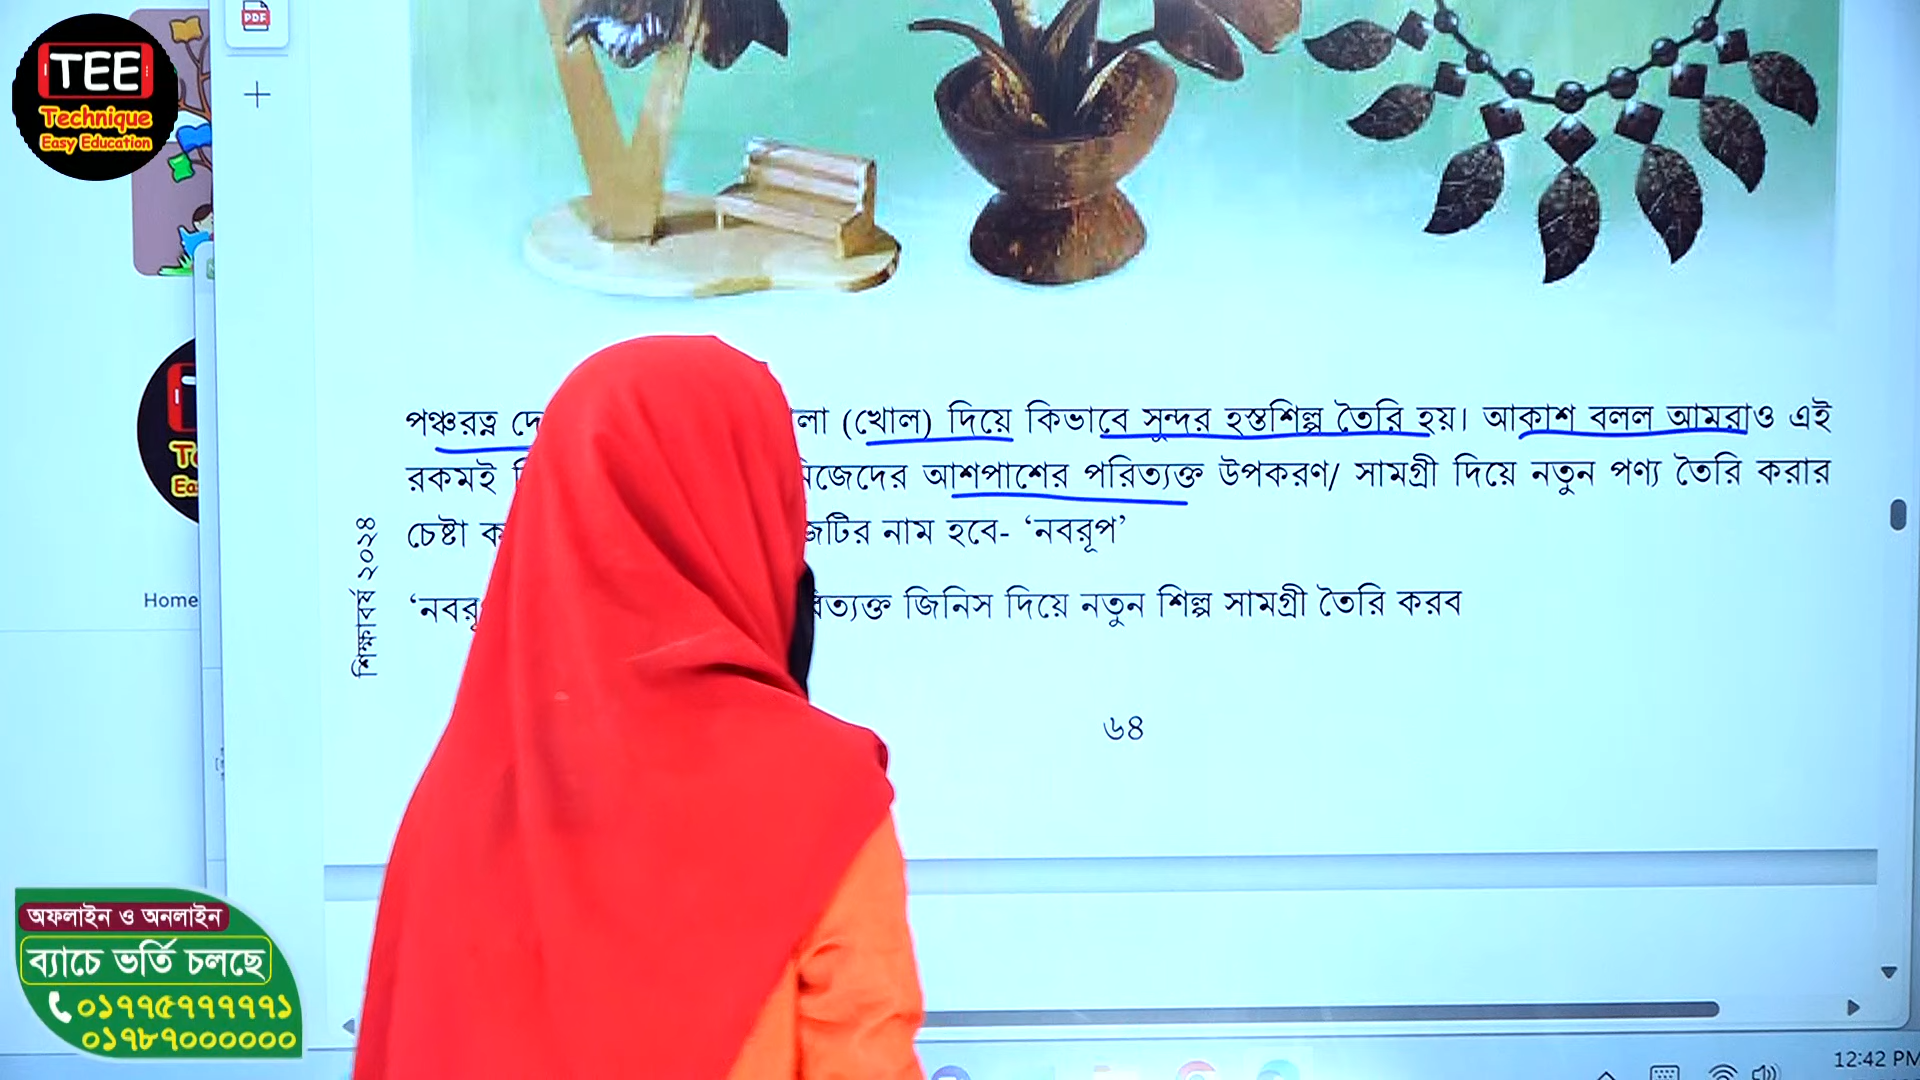 TEE
Technique
Easy Education
PDF
পঞ্চরত্ন
(খোল) দিয়ে কিভাবে সুন্দর হস্তশিল্প তৈরি হয়। আকাশ বলল আমরাও এই
রকমই
আশপাশের পরিত্যক্ত উপকরণ/ সামগ্রী দিয়ে নতুন পণ্য তৈরি করার
চেষ্টা
নাম হবে- ‘নবরূপ’
জিনিস দিয়ে নতুন শিল্প সামগ্রী তৈরি করব
শিক্ষাবর্ষ ২০২৪
৬৪
Home
অফলাইন ও অনলাইন
ব্যাচে ভর্তি চলছে
০১৭৭৫৭৭৭৭৭১
০১৭৮৭০০০০০০
12:42 PM